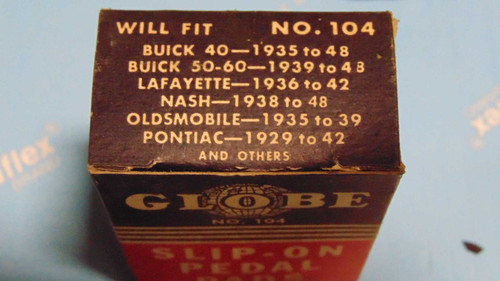 WILL FIT NO. 104
BUICK 40—1935 to 48
BUICK 50-60—1939 to 48
LAFAYETTE—1936 to 42
NASH—1938 to 48
OLDSMOBILE—1935 to 39
PONTIAC—1929 to 42
AND OTHERS
GLOBE
NO. 104
SLIP-ON
PEDAL
PADS